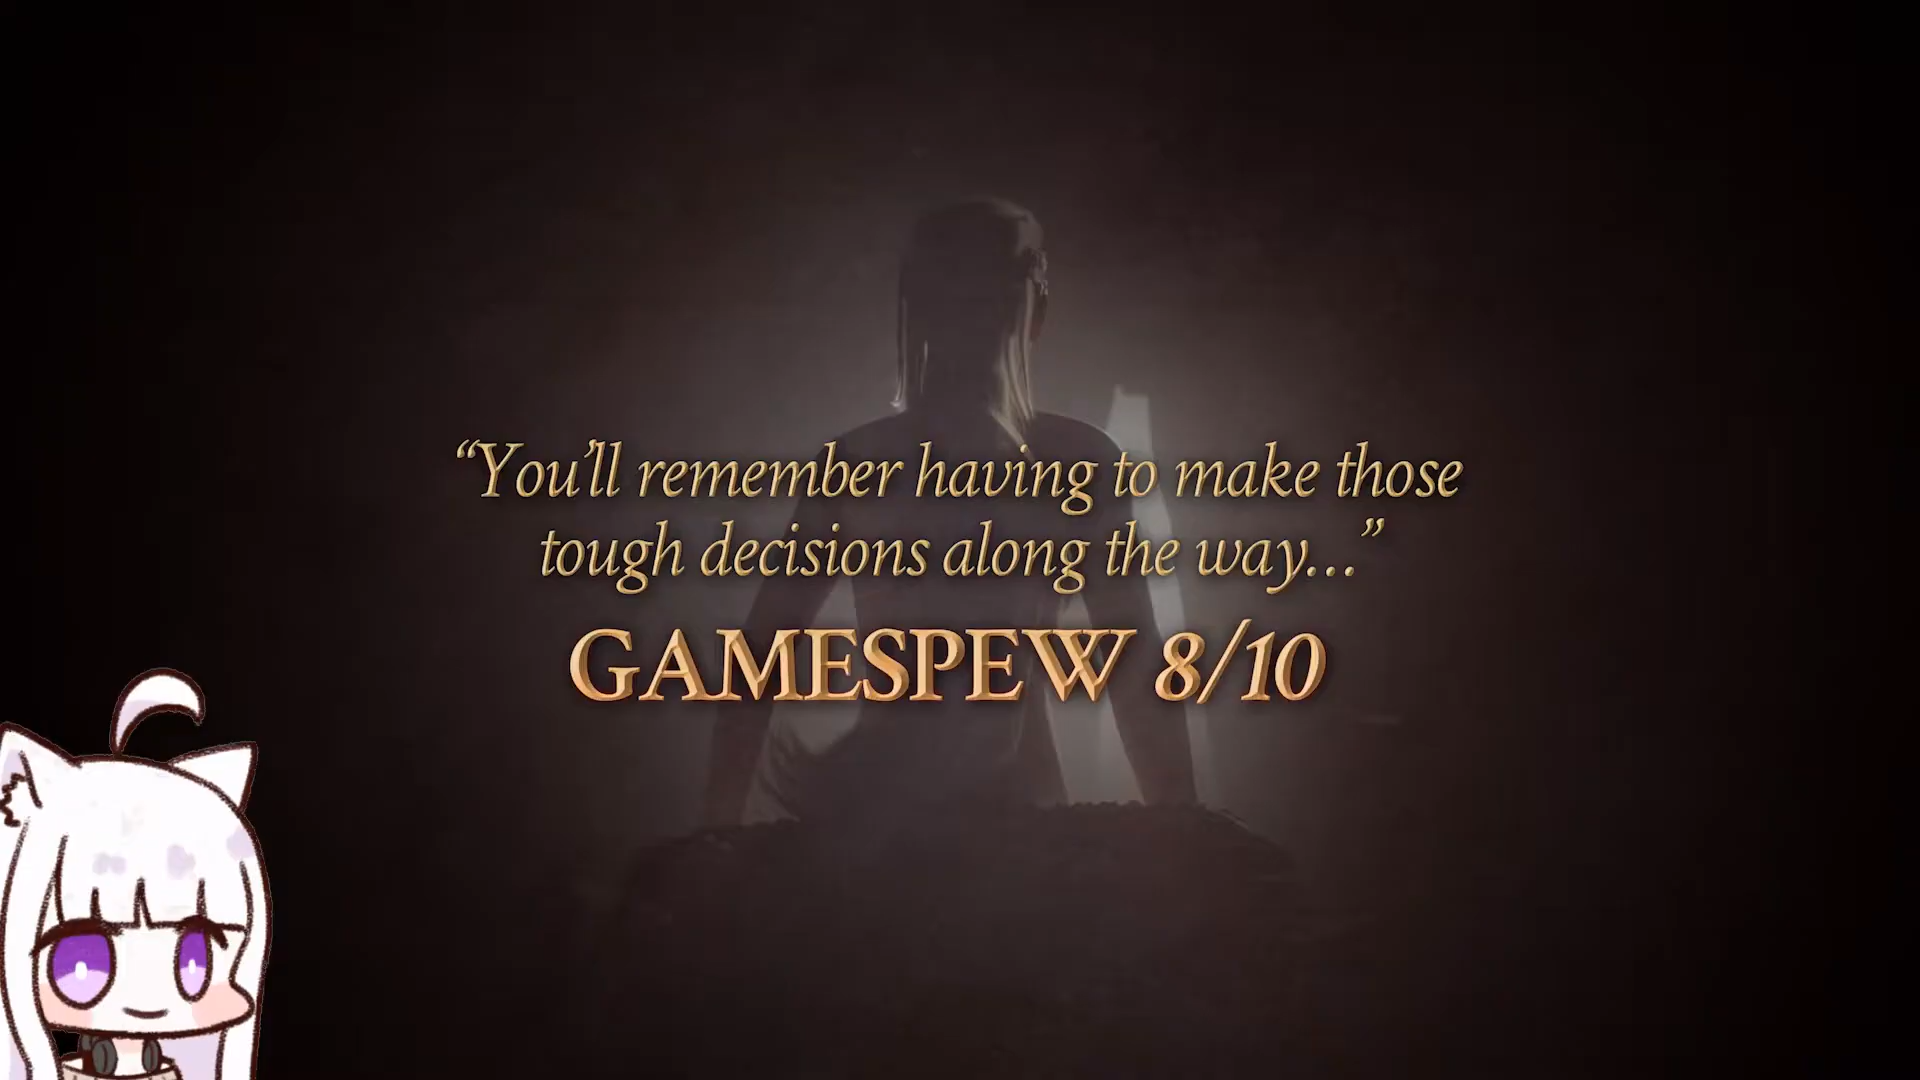 “You’ll remember having to make those
tough decisions along the way…”
GAMESPEW 8/10